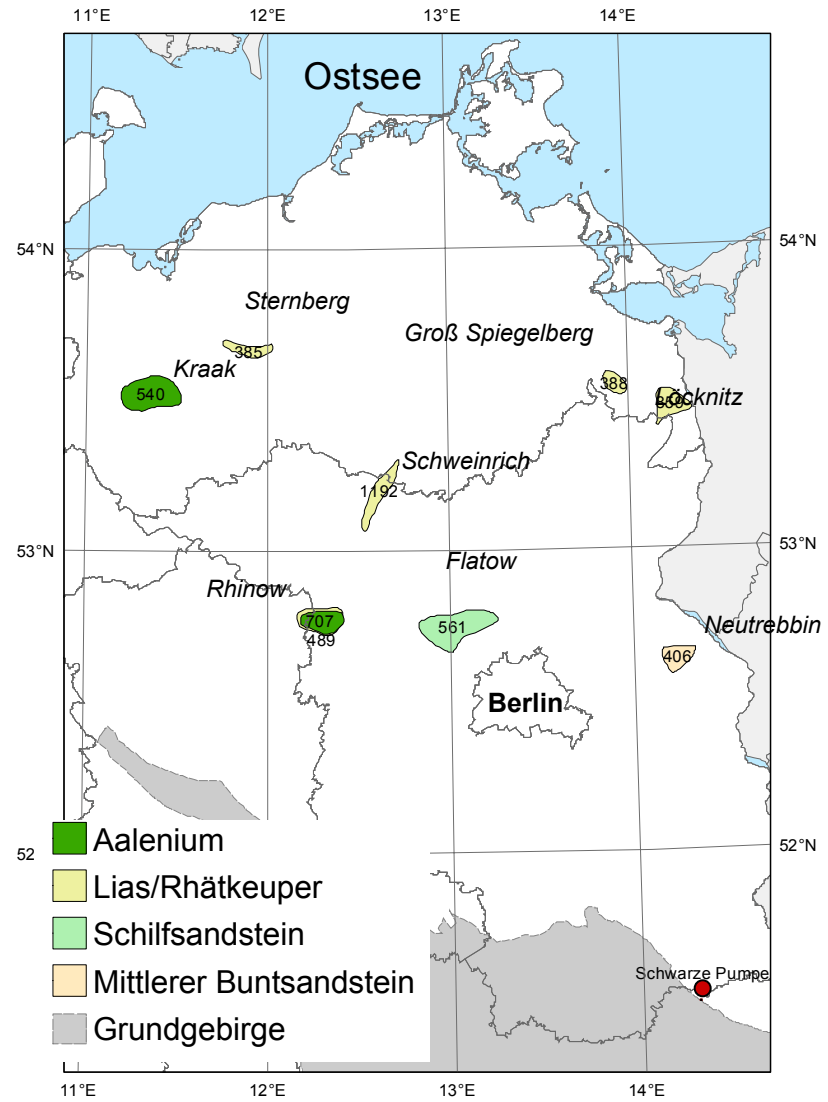 11°E 12°E 13°E 14°E
Ostsee
54°N 54°N
Sternberg
Groß Spiegelberg
385
Kraak
540
388
Löcknitz
Schweinrich
1192
53°N 53°N
Flatow
Rhinow
707
489
561
Neutrebbin
406
Berlin
Aalenium
52 52°N
Lias/Rhätkeuper
Schilfsandstein
Mittlerer Buntsandstein
Schwarze Pumpe
Grundgebirge
11°E 12°E 13°E 14°E